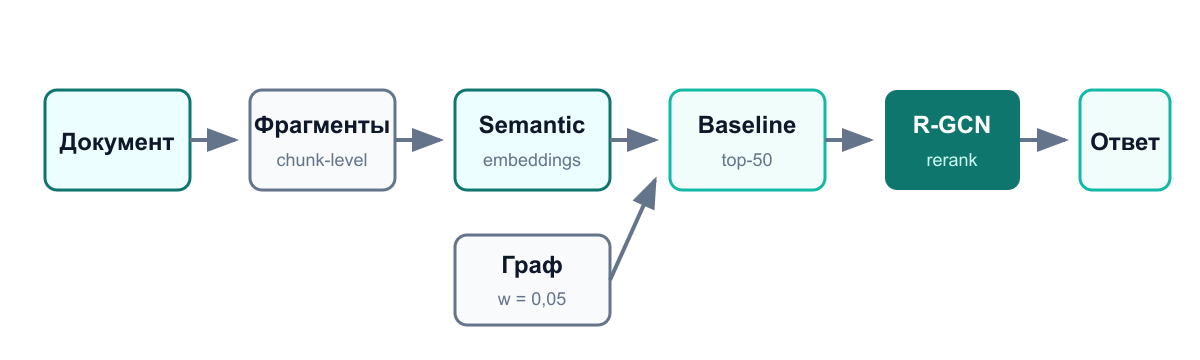 Документ
Фрагменты
chunk-level
Semantic
embeddings
Baseline
top-50
R-GCN
rerank
Ответ
Граф
w = 0,05